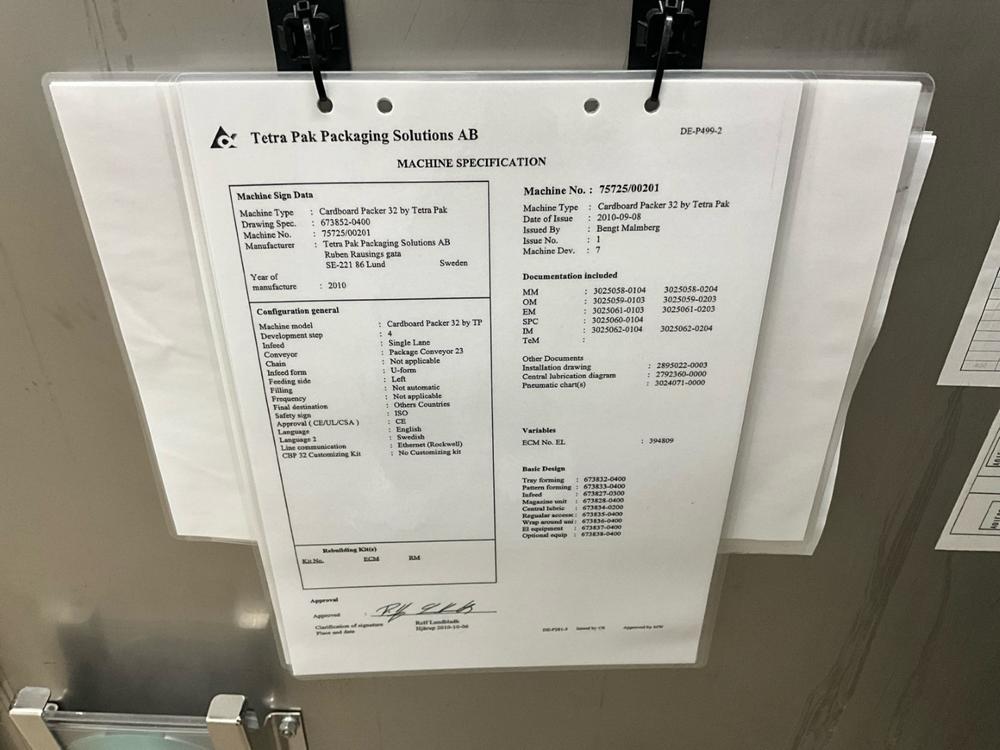 Tetra Pak Packaging Solutions AB
DE-P499-2
MACHINE SPECIFICATION
Machine Sign Data
Machine Type : Cardboard Packer 32 by Tetra Pak
Drawing Spec. : 673852-0400
Machine No. : 75725/00201
Manufacturer : Tetra Pak Packaging Solutions AB
Ruben Rausings gata
SE-221 86 Lund Sweden
Year of
manufacture : 2010
Configuration general
Machine model : Cardboard Packer 32 by TP
Development step : 4
Infeed : Single Lane
Conveyor : Package Conveyor 23
Chain : Not applicable
Infeed form : U-form
Feeding side : Left
Filling : Not automatic
Frequency : Not applicable
Final destination : Others Countries
Safety sign : ISO
Approval ( CE/UL/CSA ) : CE
Language : English
Language 2 : Swedish
Line communication : Ethernet (Rockwell)
CBP 32 Customizing Kit : No Customizing kit
Rebuilding Kit(s)
Kit No. ECM RM
Approval
Approved :
Clarification of signature Rolf Lundbladh
Place and date Hjärup 2010-10-06
Machine No. : 75725/00201
Machine Type : Cardboard Packer 32 by Tetra Pak
Date of Issue : 2010-09-08
Issued By : Bengt Malmberg
Issue No. : 1
Machine Dev. : 7
Documentation included
MM : 3025058-0104 3025058-0204
OM : 3025059-0103 3025059-0203
EM : 3025061-0103 3025061-0203
SPC : 3025060-0104
IM : 3025062-0104 3025062-0204
TeM :
Other Documents
Installation drawing : 2895022-0003
Central lubrication diagram : 2792360-0000
Pneumatic chart(s) : 3024071-0000
Variables
ECM No. EL : 394809
Basic Design
Tray forming : 673832-0400
Pattern forming : 673833-0400
Infeed : 673827-0300
Magazine unit : 673828-0400
Central lubric : 673834-0200
Regualar access: : 673835-0400
Wrap around uni: : 673836-0400
El equipment : 673837-0400
Optional equip : 673838-0400
Issued by Approved by